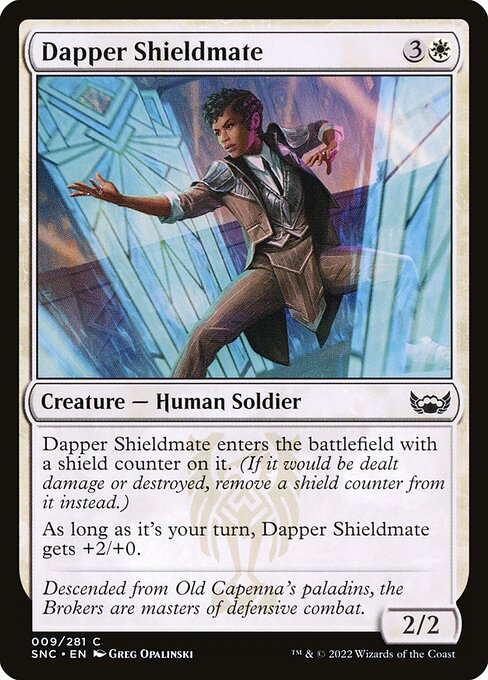 Dapper Shieldmate 3
Creature — Human Soldier
Dapper Shieldmate enters the battlefield with
a shield counter on it. (If it would be dealt
damage or destroyed, remove a shield counter from
it instead.)
As long as it's your turn, Dapper Shieldmate
gets +2/+0.
Descended from Old Capenna's paladins, the
Brokers are masters of defensive combat.
2/2
009/281 C
SNC • EN Greg Opalinski
™ & © 2022 Wizards of the Coast